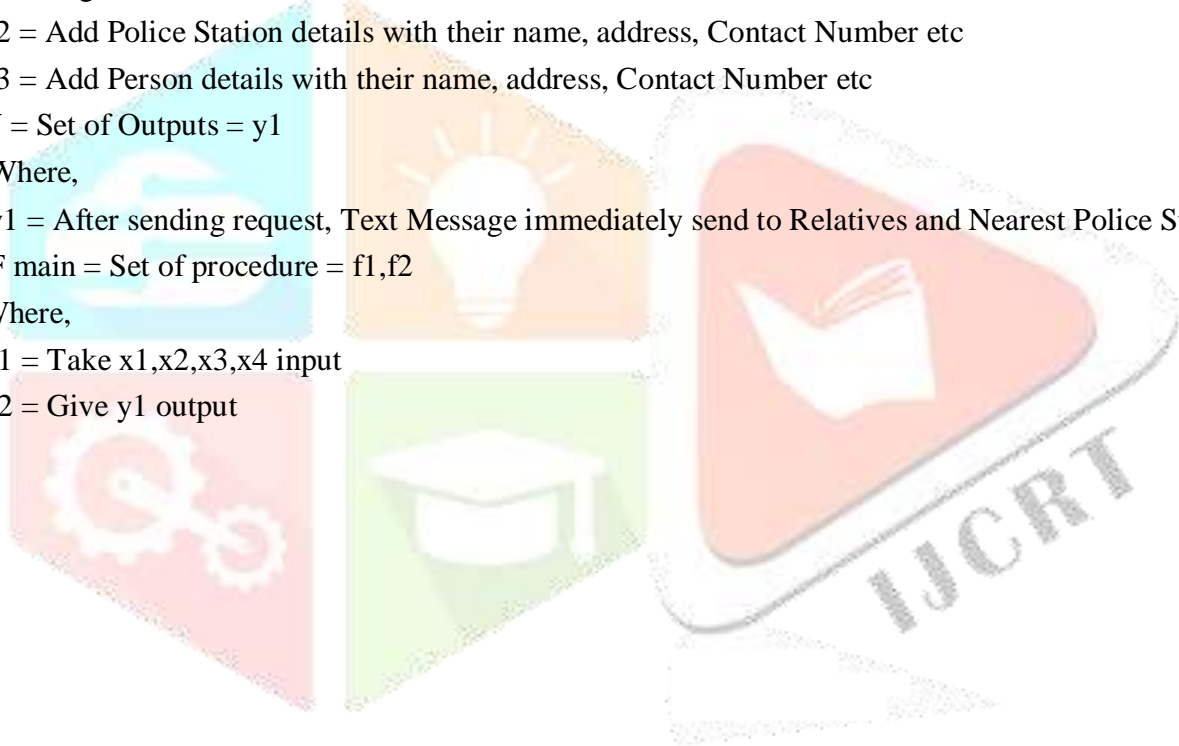 2 = Add Police Station details with their name, address, Contact Number etc
3 = Add Person details with their name, address, Contact Number etc
= Set of Outputs = y1
Where,
y1 = After sending request, Text Message immediately send to Relatives and Nearest Police S
F main = Set of procedure = f1,f2
Where,
1 = Take x1,x2,x3,x4 input
2 = Give y1 output
IJCRT